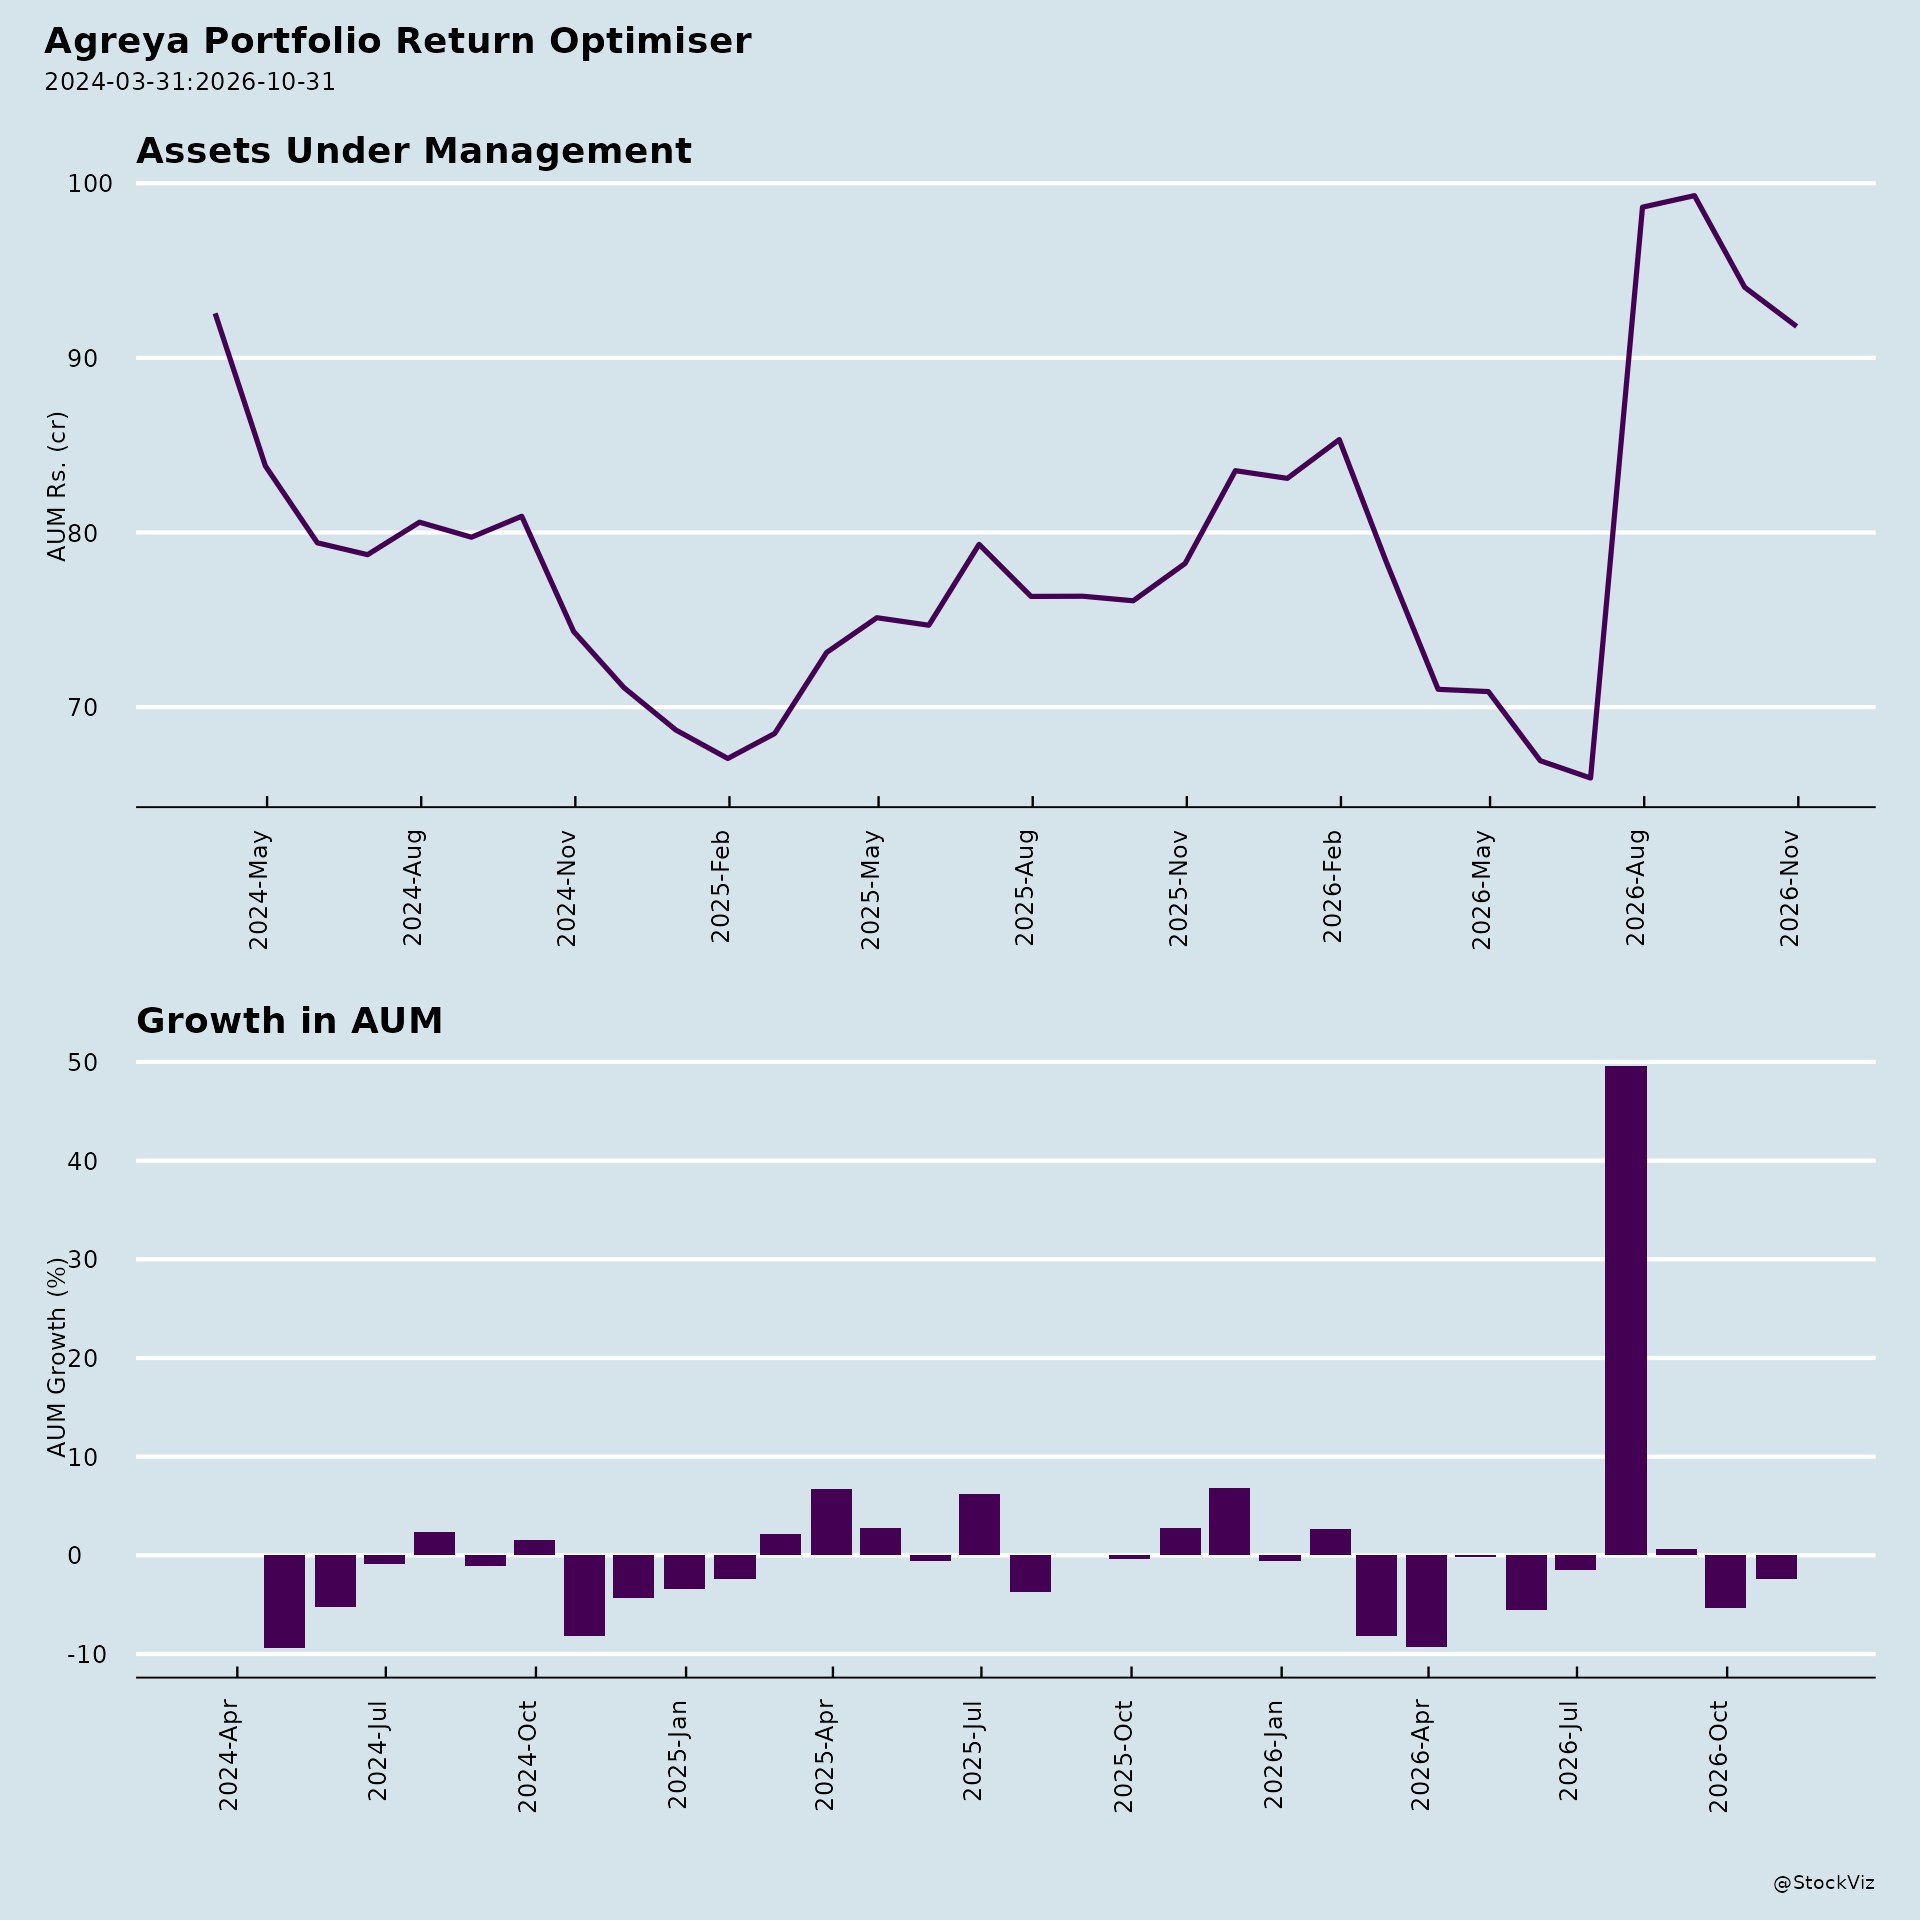 Agreya Portfolio Return Optimiser
2024-03-31:2026-10-31
Assets Under Management
AUM Rs. (cr)
100
90
80
70
2024-May
2024-Aug
2024-Nov
2025-Feb
2025-May
2025-Aug
2025-Nov
2026-Feb
2026-May
2026-Aug
2026-Nov
Growth in AUM
AUM Growth (%)
50
40
30
20
10
0
-10
2024-Apr
2024-Jul
2024-Oct
2025-Jan
2025-Apr
2025-Jul
2025-Oct
2026-Jan
2026-Apr
2026-Jul
2026-Oct
@StockViz